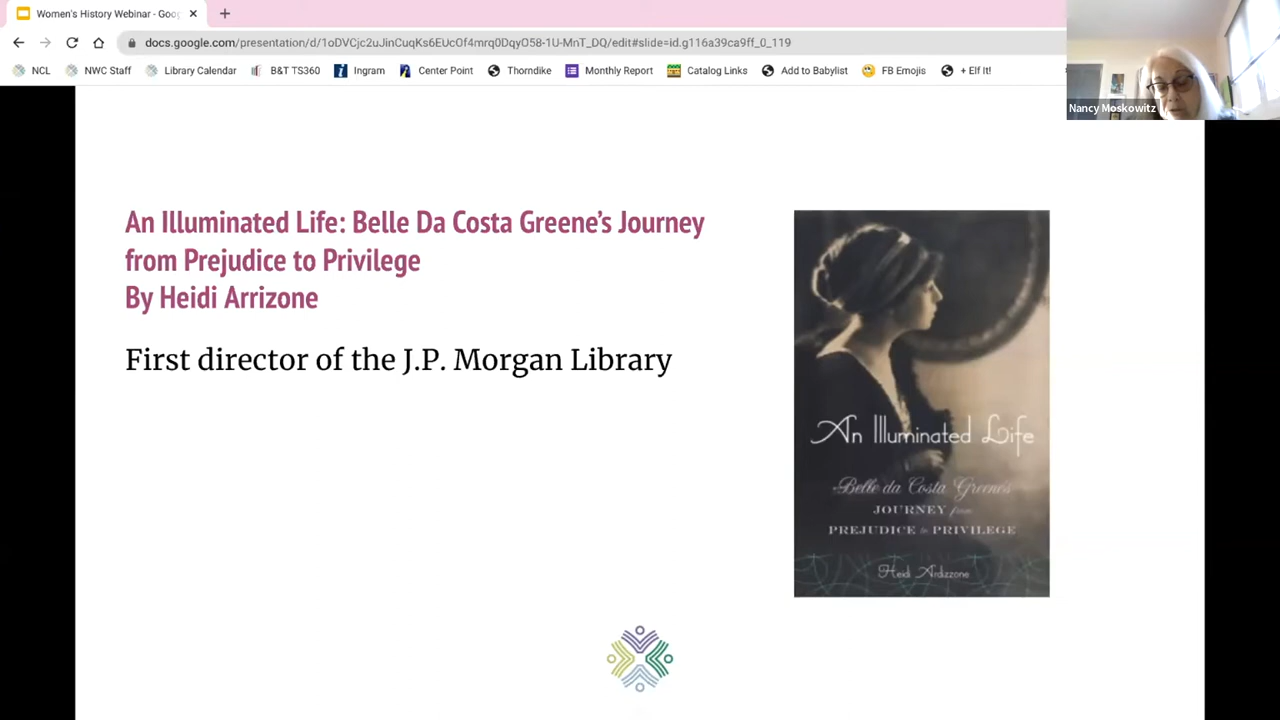 Women's History Webinar - Goo
docs.google.com/presentation/d/1oDVCjc2uJinCuqKs6EUcOf4mrq0DqyO58-1U-MnT_DQ/edit#slide=id.g116a39ca9ff_0_119
NCL NWC Staff Library Calendar B&T TS360 Ingram Center Point Thorndike Monthly Report Catalog Links Add to Babylist FB Emojis + Elf It!
Nancy Moskowitz
An Illuminated Life: Belle Da Costa Greene's Journey
from Prejudice to Privilege
By Heidi Arrizone
First director of the J.P. Morgan Library
An Illuminated Life
Belle da Costa Greene's
JOURNEY from
PREJUDICE to PRIVILEGE
Heidi Ardizzone